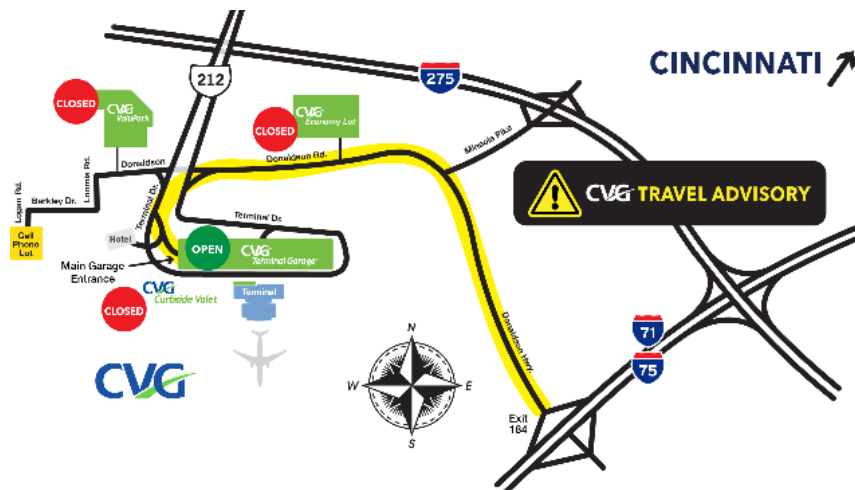 CINCINNATI
212
275
CLOSED
CVG
ValuPark
CLOSED
CVG
Economy Lot
Mineola Pike
Donaldson
Donaldson Rd.
Logan Rd.
Barkley Dr.
Loomis Rd.
Terminal Dr.
Terminal Dr.
CVG TRAVEL ADVISORY
Cell
Phone
Lot
Hotel
OPEN
CVG
Terminal Garage
Main Garage
Entrance
CLOSED
CVG
Curbside Valet
Terminal
Donaldson Hwy.
71
75
N
W
E
S
Exit
184
CVG